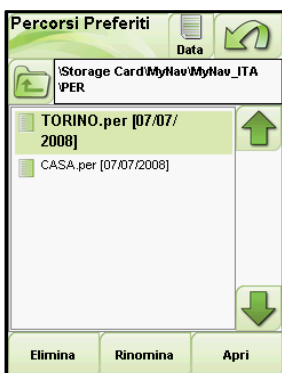 Percorsi Preferiti
Data
\Storage Card\MyNav\MyNav_ITA
\PER
TORINO.per [07/07/
2008]
CASA.per [07/07/2008]
Elimina Rinomina Apri